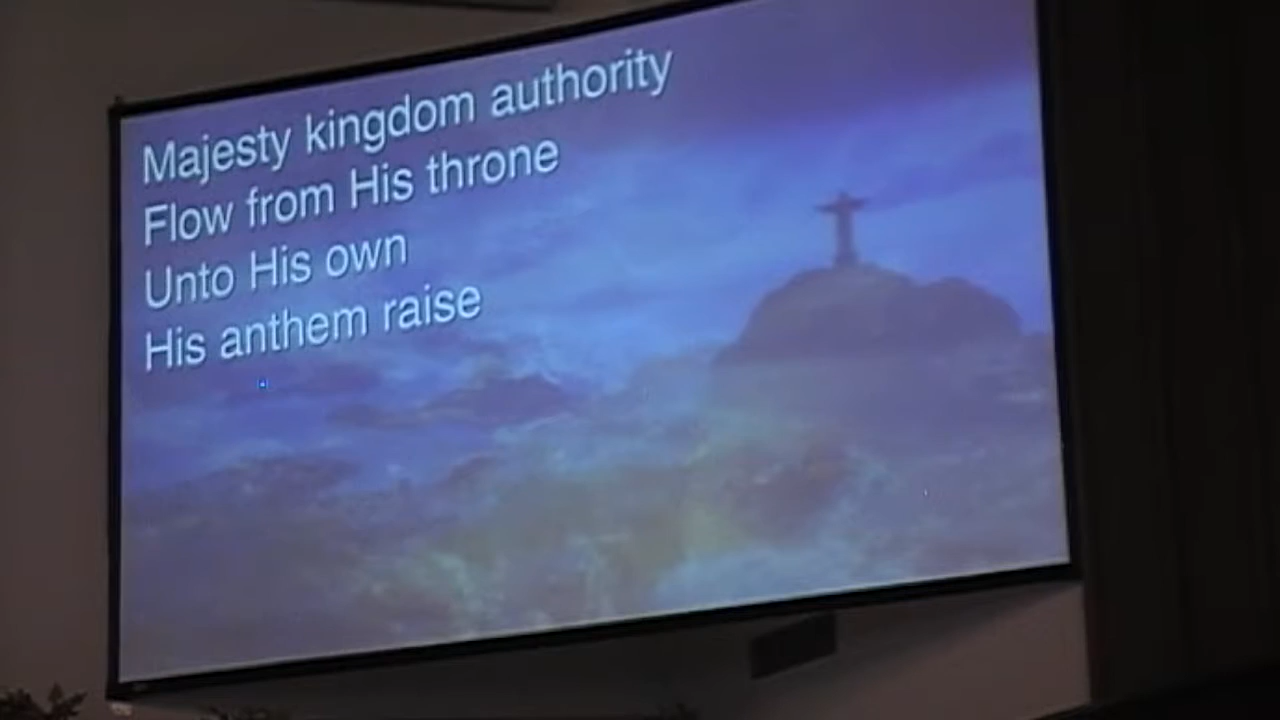 Majesty kingdom authority
Flow from His throne
Unto His own
His anthem raise